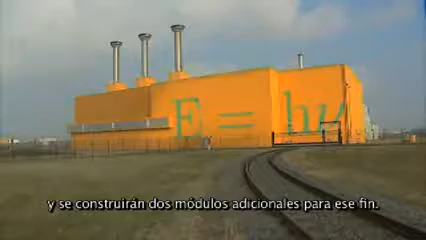 E = hν
y se construirán dos módulos adicionales para ese fin.